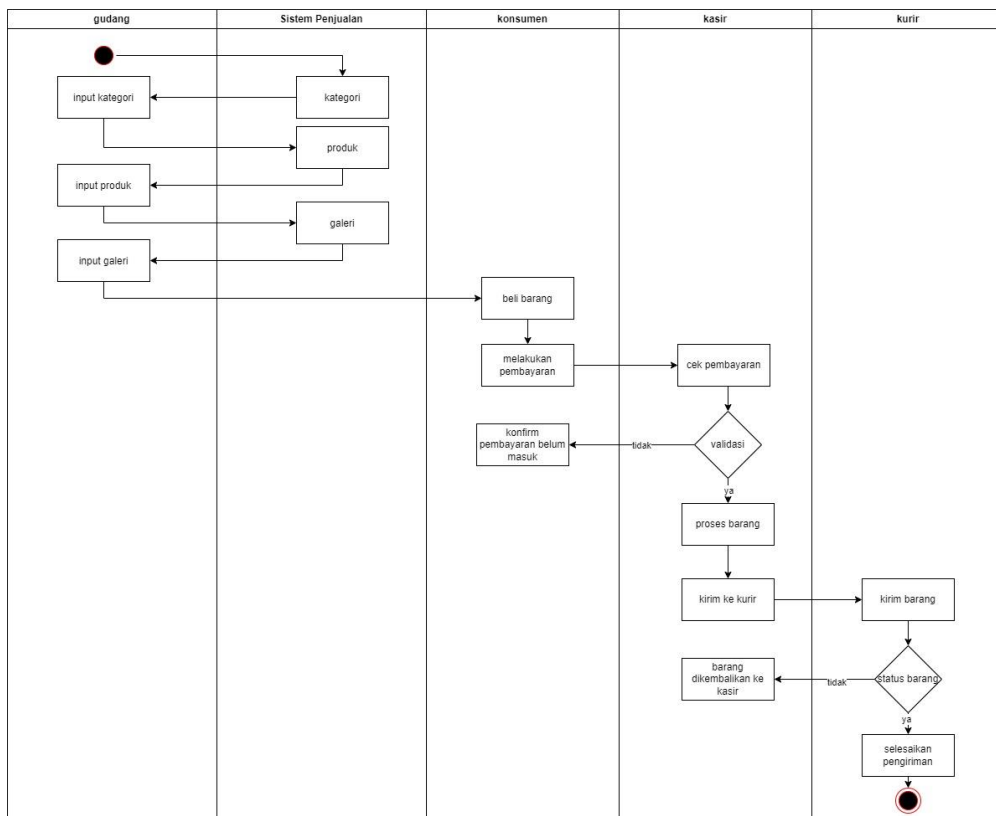 gudang
Sistem Penjualan
konsumen
kasir
kurir
input kategori
kategori
produk
input produk
galeri
input galeri
beli barang
melakukan
pembayaran
cek pembayaran
konfirm
pembayaran belum
masuk
tidak
validasi
ya
proses barang
kirim ke kurir
kirim barang
barang
dikembalikan ke
kasir
tidak
status barang
ya
selesaikan
pengiriman